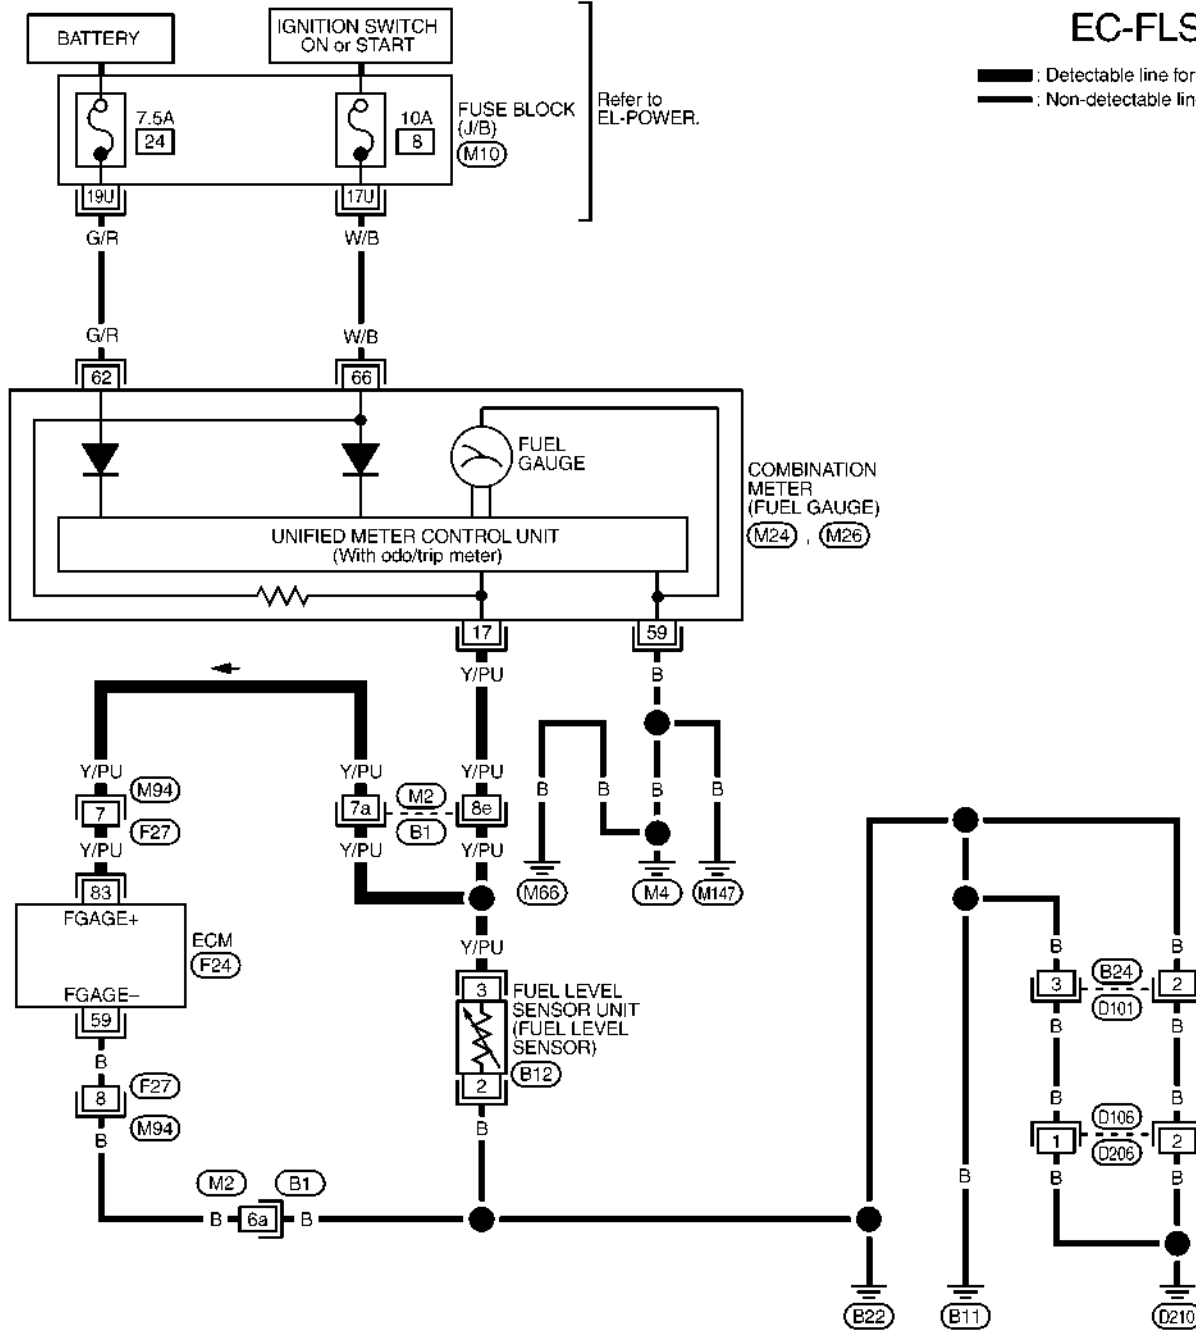 BATTERY
IGNITION SWITCH
ON or START
EC-FLS
: Detectable line for
: Non-detectable lin
7.5A
24
10A
8
FUSE BLOCK
(J/B)
M10
Refer to
EL-POWER.
19U
17U
G/R
W/B
G/R
W/B
62
66
FUEL
GAUGE
COMBINATION
METER
(FUEL GAUGE)
M24 , M26
UNIFIED METER CONTROL UNIT
(With odo/trip meter)
17
59
Y/PU
B
Y/PU
Y/PU
Y/PU
M94
7
F27
7a
M2
B1
8e
B
B
B
B
Y/PU
Y/PU
Y/PU
M66
M4
M147
83
FGAGE+
ECM
F24
FGAGE–
59
Y/PU
3
FUEL LEVEL
SENSOR UNIT
(FUEL LEVEL
SENSOR)
B12
2
B
B
B
3
B24
D101
2
B
B
B
F27
8
M94
B
B
B
1
D106
D206
2
B
B
B
M2
B1
B
6a
B
B22
B11
D210